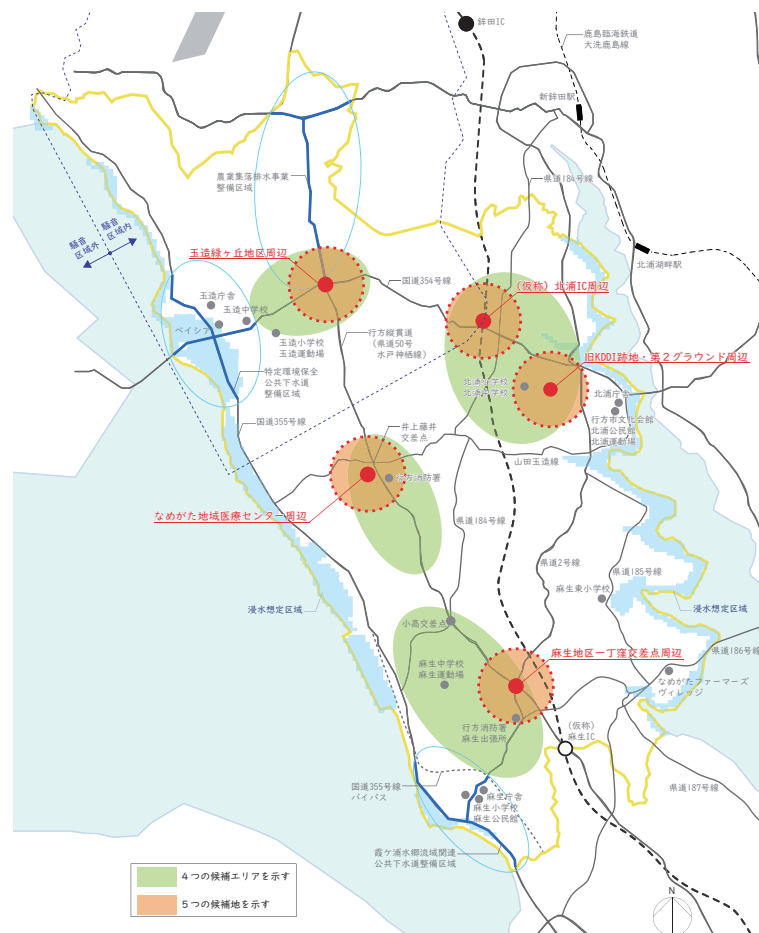 鉾田IC
鹿島臨海鉄道
大洗鹿島線
新鉾田駅
農業集落排水事業
整備区域
県道184号線
騒音
区域外
騒音
区域内
玉造緑ヶ丘地区周辺
北浦湖畔駅
国道354号線
(仮称)北浦IC周辺
玉造庁舎
玉造中学校
ベイシア
玉造小学校
玉造運動場
行方縦貫道
(県道50号
水戸神栖線)
旧KDDI跡地・第2グラウンド周辺
特定環境保全
公共下水道
整備区域
北浦小学校
北浦中学校
北浦庁舎
行方市文化会館
北浦公民館
北浦運動場
国道355号線
井上藤井
交差点
山田玉造線
行方消防署
なめがた地域医療センター周辺
県道184号線
県道2号線
県道185号線
麻生東小学校
浸水想定区域
浸水想定区域
小高交差点
麻生地区一丁窪交差点周辺
県道186号線
麻生中学校
麻生運動場
なめがたファーマーズ
ヴィレッジ
行方消防署
麻生出張所
(仮称)
麻生IC
国道355号線
バイパス
県道187号線
麻生庁舎
麻生小学校
麻生公民館
霞ケ浦水郷流域関連
公共下水道整備区域
4つの候補エリアを示す
5つの候補地を示す
N